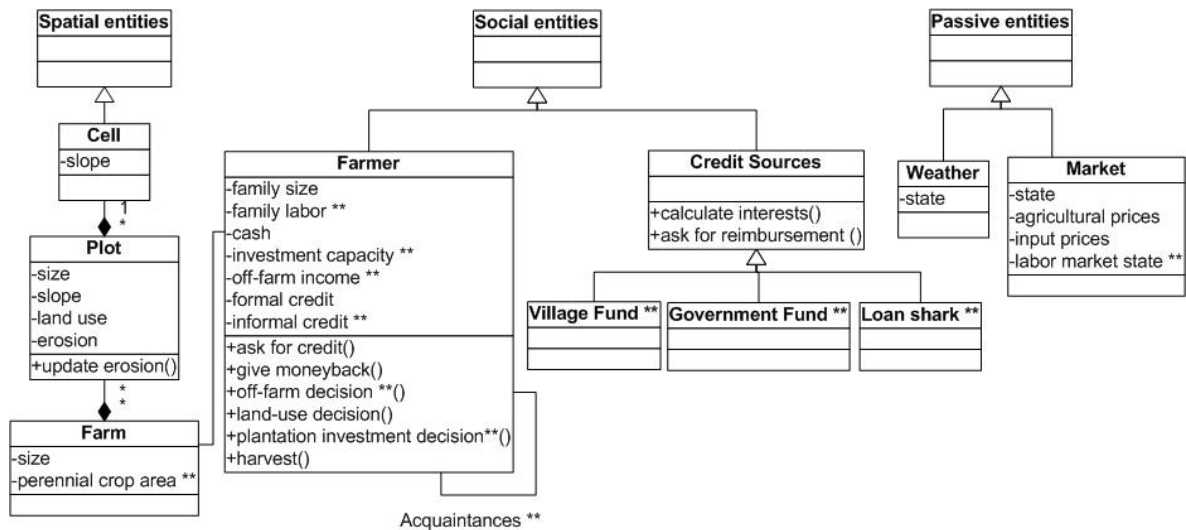 Spatial entities
Social entities
Passive entities
Cell
-slope
1
*
Plot
-size
-slope
-land use
-erosion
+update erosion()
*
*
Farm
-size
-perennial crop area **
Farmer
-family size
-family labor **
-cash
-investment capacity **
-off-farm income **
-formal credit
-informal credit **
+ask for credit()
+give moneyback()
+off-farm decision **()
+land-use decision()
+plantation investment decision**()
+harvest()
Acquaintances **
Credit Sources
+calculate interests()
+ask for reimbursement ()
Village Fund **
Government Fund **
Loan shark **
Weather
-state
Market
-state
-agricultural prices
-input prices
-labor market state **